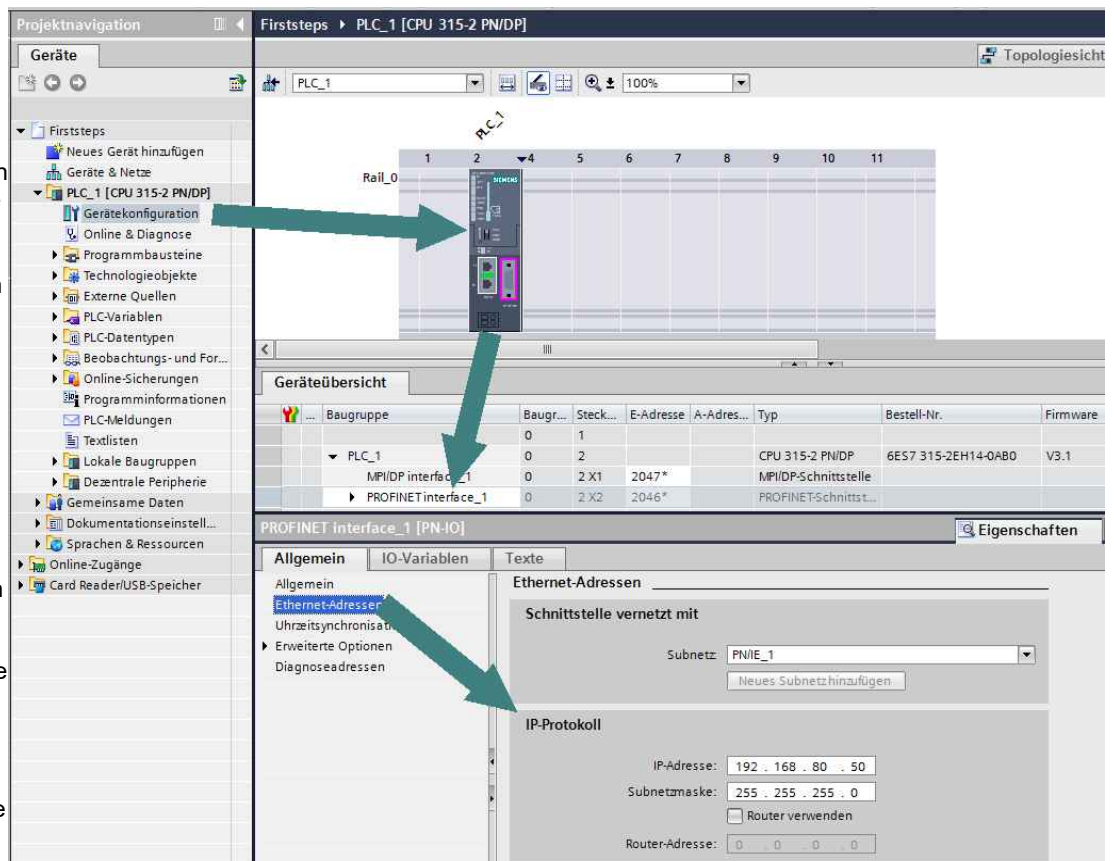 Projektnavigation
Geräte
Firststeps
Neues Gerät hinzufügen
Geräte & Netze
PLC_1 [CPU 315-2 PN/DP]
Gerätekonfiguration
Online & Diagnose
Programmbausteine
Technologieobjekte
Externe Quellen
PLC-Variablen
PLC-Datentypen
Beobachtungs- und For...
Online-Sicherungen
Programminformationen
PLC-Meldungen
Textlisten
Lokale Baugruppen
Dezentrale Peripherie
Gemeinsame Daten
Dokumentationseinstell...
Sprachen & Ressourcen
Online-Zugänge
Card Reader/USB-Speicher
Firststeps PLC_1 [CPU 315-2 PN/DP]
Topologiesicht
PLC_1 100%
PLC_1
1 2 4 5 6 7 8 9 10 11
Rail_0
SIEMENS
Geräteübersicht
... Baugruppe Baugr... Steck... E-Adresse A-Adres... Typ Bestell-Nr. Firmware
0 1
PLC_1 0 2 CPU 315-2 PN/DP 6ES7 315-2EH14-0AB0 V3.1
MPI/DP interface_1 0 2 X1 2047* MPI/DP-Schnittstelle
PROFINET interface_1 0 2 X2 2046* PROFINET-Schnittst...
PROFINET interface_1 [PN-IO]
Eigenschaften
Allgemein IO-Variablen Texte
Allgemein
Ethernet-Adressen
Erweiterte Optionen
Diagnoseadressen
Ethernet-Adressen
Schnittstelle vernetzt mit
Subnetz: PN/IE_1
Neues Subnetz hinzufügen
IP-Protokoll
IP-Adresse: 192 . 168 . 80 . 50
Subnetzmaske: 255 . 255 . 255 . 0
Router verwenden
Router-Adresse: 0 . 0 . 0 . 0